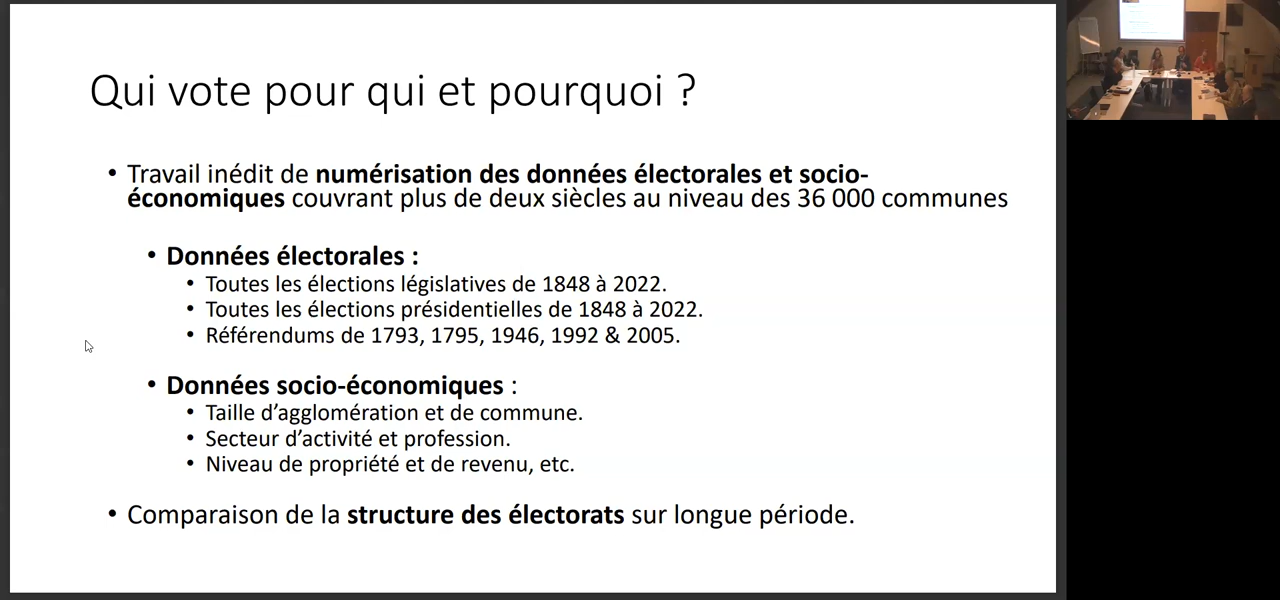 Qui vote pour qui et pourquoi ?
• Travail inédit de numérisation des données électorales et socio-
économiques couvrant plus de deux siècles au niveau des 36 000 communes
• Données électorales :
• Toutes les élections législatives de 1848 à 2022.
• Toutes les élections présidentielles de 1848 à 2022.
• Référendums de 1793, 1795, 1946, 1992 & 2005.
• Données socio-économiques :
• Taille d’agglomération et de commune.
• Secteur d’activité et profession.
• Niveau de propriété et de revenu, etc.
• Comparaison de la structure des électorats sur longue période.